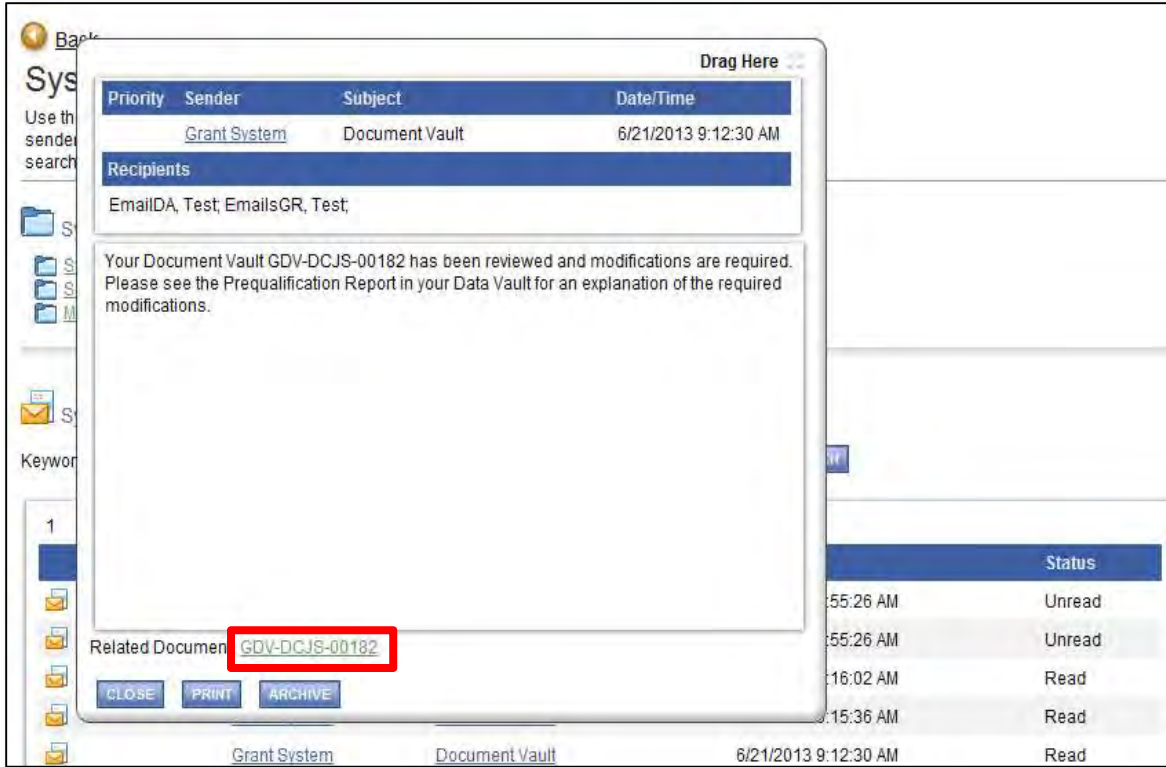 Back
Drag Here
Sys
Priority Sender Subject Date/Time
Use th
Grant System Document Vault 6/21/2013 9:12:30 AM
sender
search
Recipients
EmailDA, Test; EmailsGR, Test;
Sy
Your Document Vault GDV-DCJS-00182 has been reviewed and modifications are required.
Please see the Prequalification Report in your Data Vault for an explanation of the required
modifications.
S
S
M
Sy
Keywor
1
Status
:55:26 AM Unread
:55:26 AM Unread
Related Documen GDV-DCJS-00182
:16:02 AM Read
CLOSE PRINT ARCHIVE
:15:36 AM Read
Grant System Document Vault 6/21/2013 9:12:30 AM Read